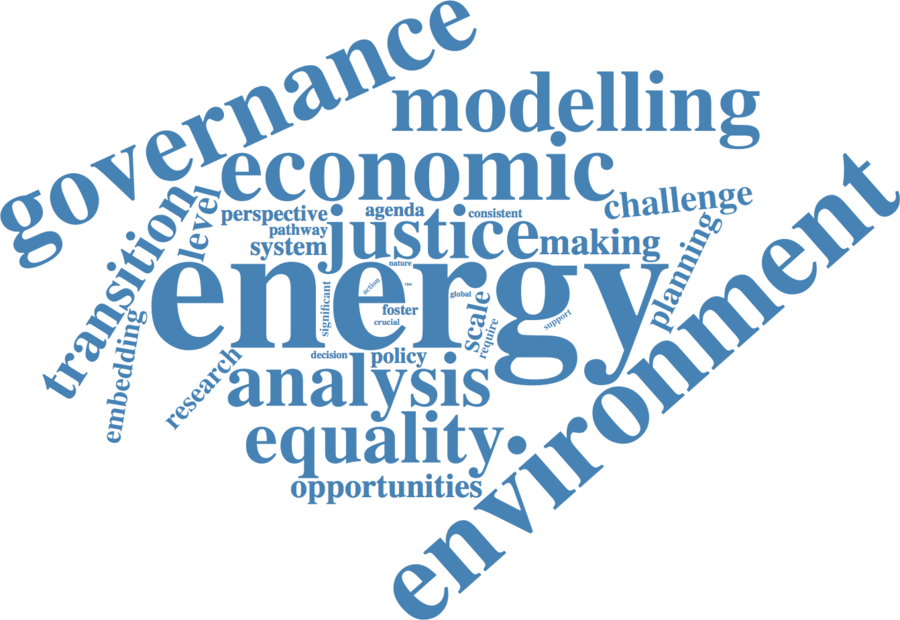 governance
modelling
economic
transition
level
perspective
agenda
consistent
challenge
pathway
system
justice
making
planning
energy
nature
action
significant
global
foster
crucial
scale
require
support
embedding
research
decision
policy
analysis
equality.
opportunities
environment